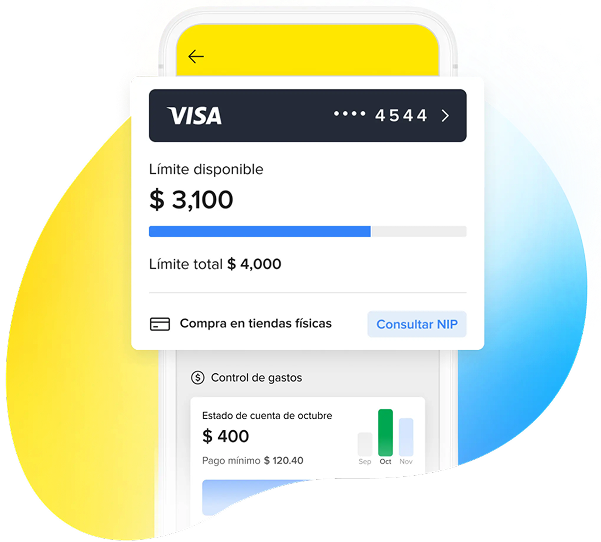 VISA •••• 4544
Límite disponible
$ 3,100
Límite total $ 4,000
Compra en tiendas físicas Consultar NIP
Control de gastos
Estado de cuenta de octubre
$ 400
Pago mínimo $ 120.40
Sep Oct Nov